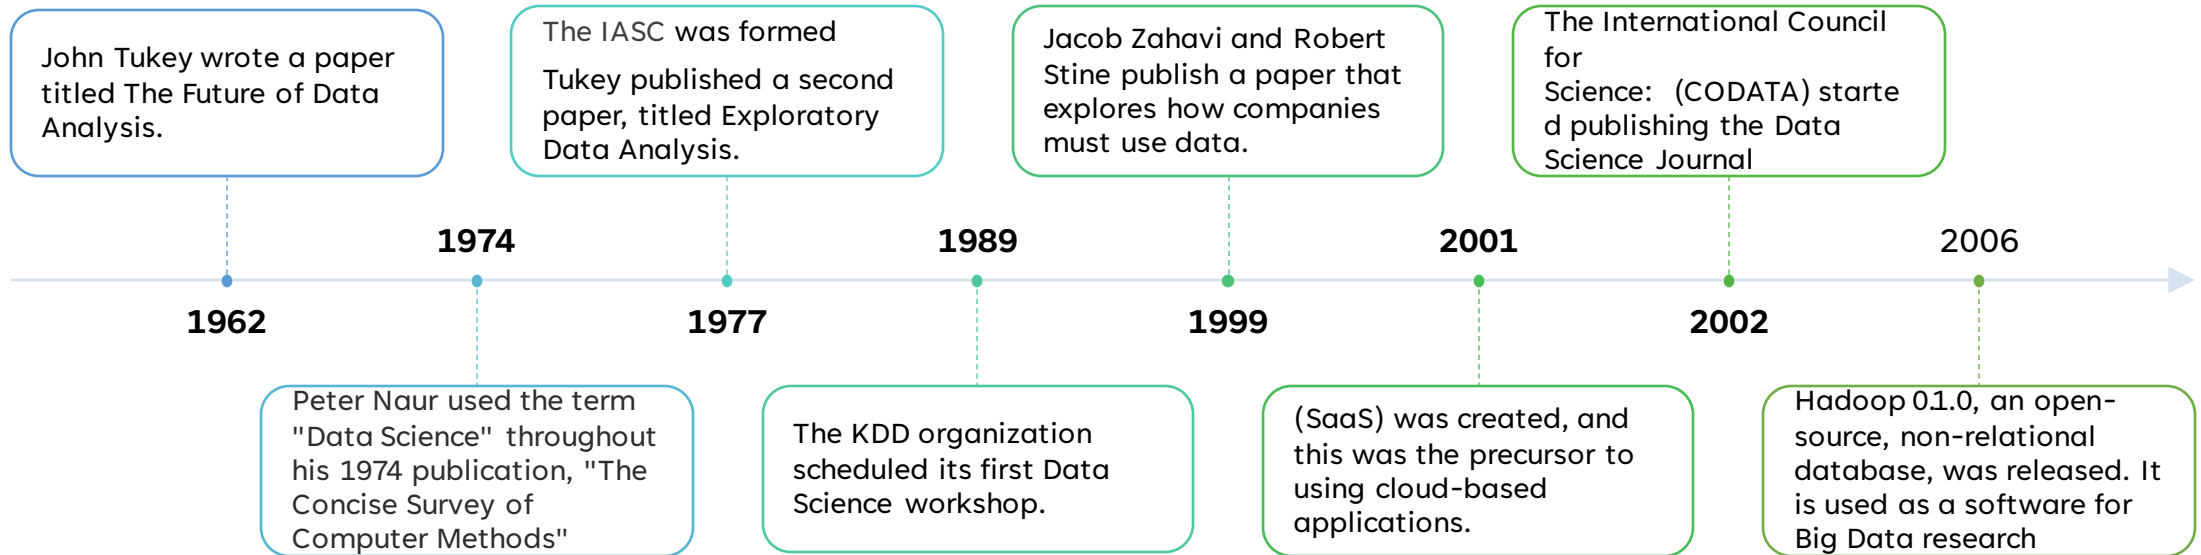 John Tukey wrote a paper
titled The Future of Data
Analysis.
The IASC was formed
Tukey published a second
paper, titled Exploratory
Data Analysis.
Jacob Zahavi and Robert
Stine publish a paper that
explores how companies
must use data.
The International Council
for
Science: (CODATA) starte
d publishing the Data
Science Journal
1974
1989
2001
2006
1962
1977
1999
2002
Peter Naur used the term
"Data Science" throughout
his 1974 publication, "The
Concise Survey of
Computer Methods"
The KDD organization
scheduled its first Data
Science workshop.
(SaaS) was created, and
this was the precursor to
using cloud-based
applications.
Hadoop 0.1.0, an open-
source, non-relational
database, was released. It
is used as a software for
Big Data research